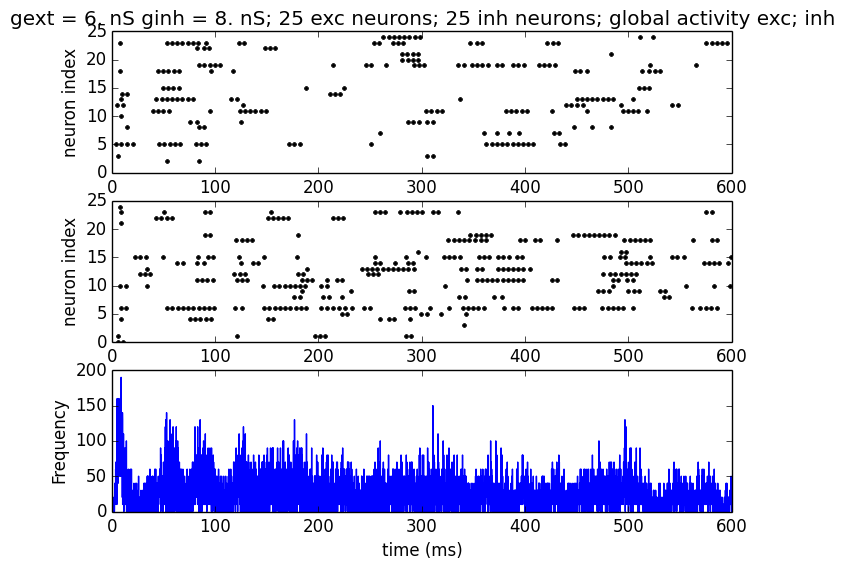 gext = 6. nS ginh = 8. nS; 25 exc neurons; 25 inh neurons; global activity exc; inh
25
20
15
10
5
0
neuron index
0 100 200 300 400 500 600
25
20
15
10
5
0
neuron index
0 100 200 300 400 500 600
200
150
100
50
0
Frequency
0 100 200 300 400 500 600
time (ms)